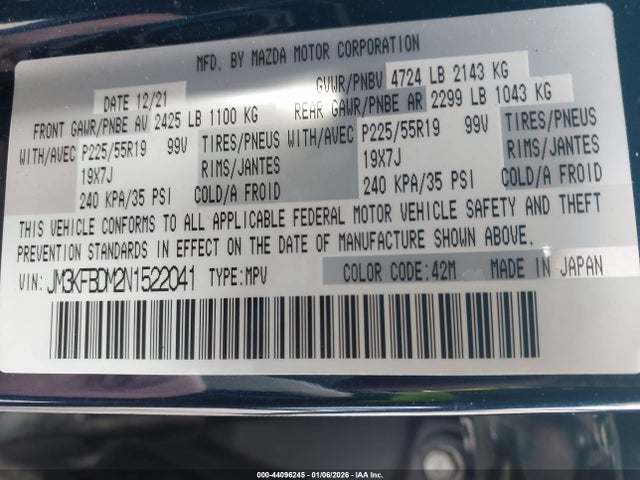 MFD. BY MAZDA MOTOR CORPORATION
DATE 12/21 GVWR/PNBV 4724 LB 2143 KG
FRONT GAWR/PNBE AV 2425 LB 1100 KG REAR GAWR/PNBE AR 2299 LB 1043 KG
WITH/AVEC P225/55R19 99V TIRES/PNEUS WITH/AVEC P225/55R19 99V TIRES/PNEUS
19X7J RIMS/JANTES 19X7J RIMS/JANTES
240 KPA/35 PSI COLD/A FROID 240 KPA/35 PSI COLD/A FROID
THIS VEHICLE CONFORMS TO ALL APPLICABLE FEDERAL MOTOR VEHICLE SAFETY AND THEFT
PREVENTION STANDARDS IN EFFECT ON THE DATE OF MANUFACTURE SHOWN ABOVE.
VIN: JM3KFBDM2N1522041 TYPE:MPV COLOR CODE:42M MADE IN JAPAN
000-44096245 - 01/06/2026 - IAA Inc.